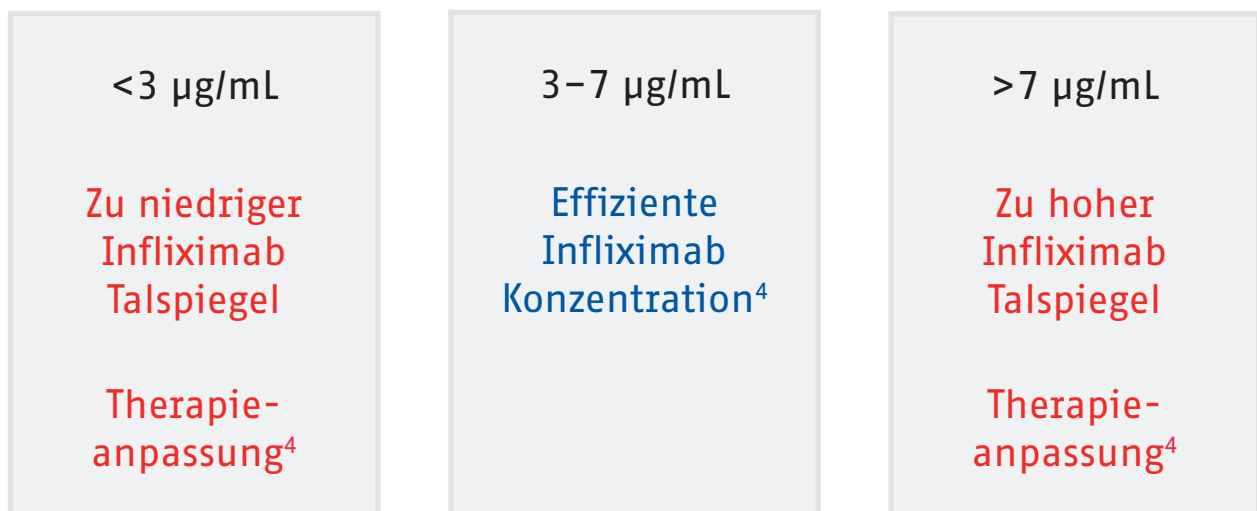 <3 µg/mL
Zu niedriger
Infliximab
Talspiegel
Therapie-
anpassung⁴
3–7 µg/mL
Effiziente
Infliximab
Konzentration⁴
>7 µg/mL
Zu hoher
Infliximab
Talspiegel
Therapie-
anpassung⁴